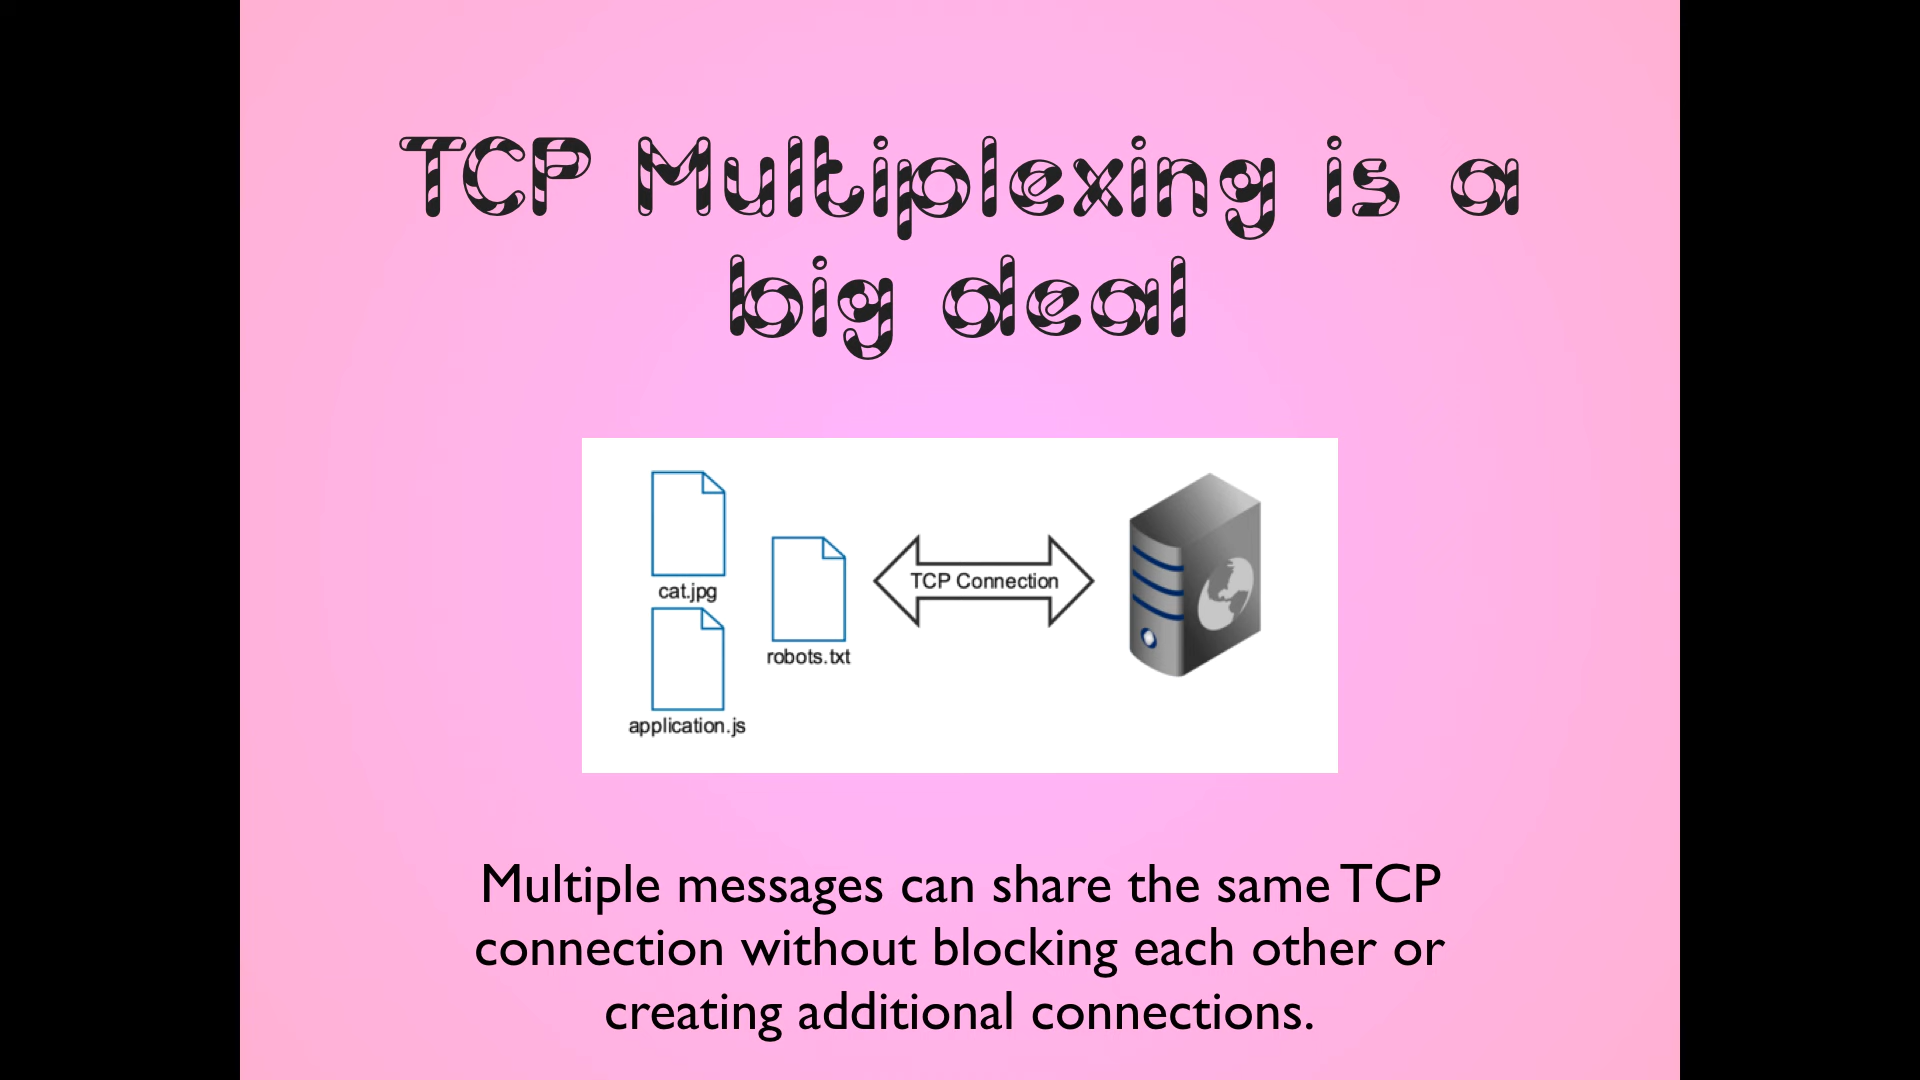 TCP Multiplexing is a
big deal
cat.jpg
robots.txt
application.js
TCP Connection
Multiple messages can share the same TCP
connection without blocking each other or
creating additional connections.